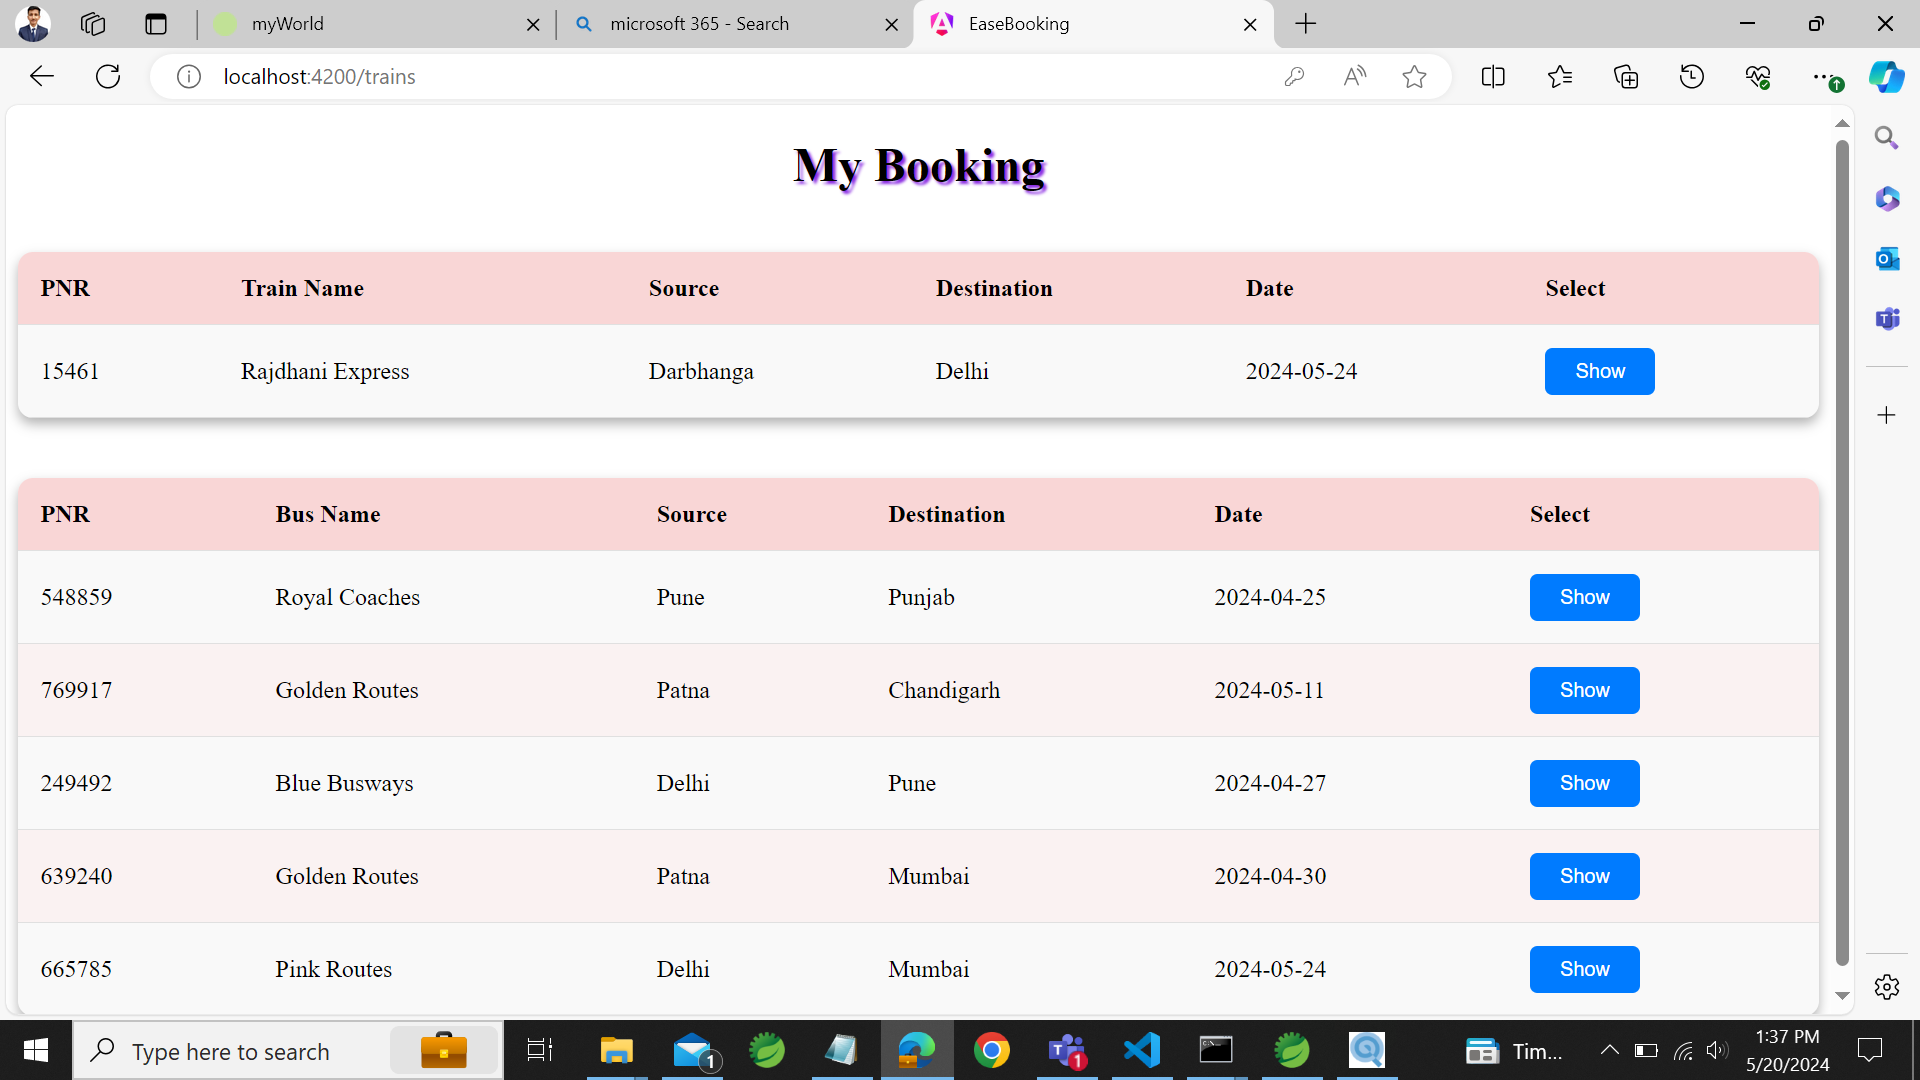 myWorld
microsoft 365 - Search
EaseBooking
localhost:4200/trains
My Booking
PNR Train Name Source Destination Date Select
15461 Rajdhani Express Darbhanga Delhi 2024-05-24 Show
PNR Bus Name Source Destination Date Select
548859 Royal Coaches Pune Punjab 2024-04-25 Show
769917 Golden Routes Patna Chandigarh 2024-05-11 Show
249492 Blue Busways Delhi Pune 2024-04-27 Show
639240 Golden Routes Patna Mumbai 2024-04-30 Show
665785 Pink Routes Delhi Mumbai 2024-05-24 Show
Type here to search
1
1
Tim...
1:37 PM
5/20/2024